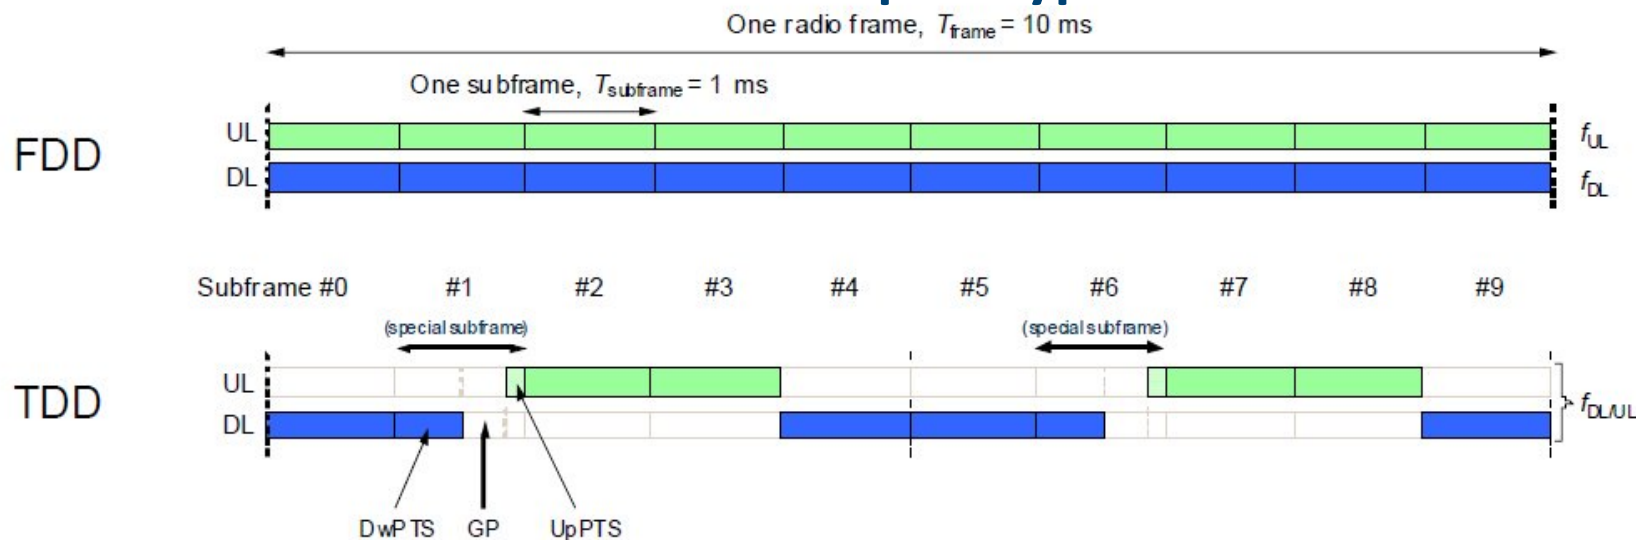 One radio frame, Tframe = 10 ms
One subframe, Tsubframe = 1 ms
FDD
UL
fUL
DL
fDL
Subframe #0 #1 #2 #3 #4 #5 #6 #7 #8 #9
(special subframe) (special subframe)
TDD
UL
DL
fDL/UL
DwPTS GP UpPTS